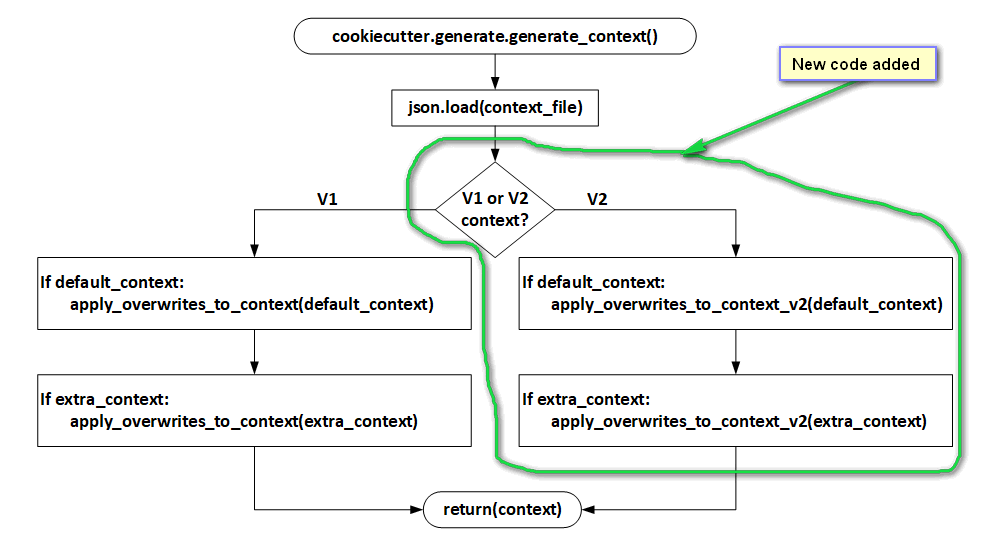 cookiecutter.generate.generate_context()
New code added
json.load(context_file)
V1 or V2
context?
V1
V2
If default_context:
apply_overwrites_to_context(default_context)
If default_context:
apply_overwrites_to_context_v2(default_context)
If extra_context:
apply_overwrites_to_context(extra_context)
If extra_context:
apply_overwrites_to_context_v2(extra_context)
return(context)